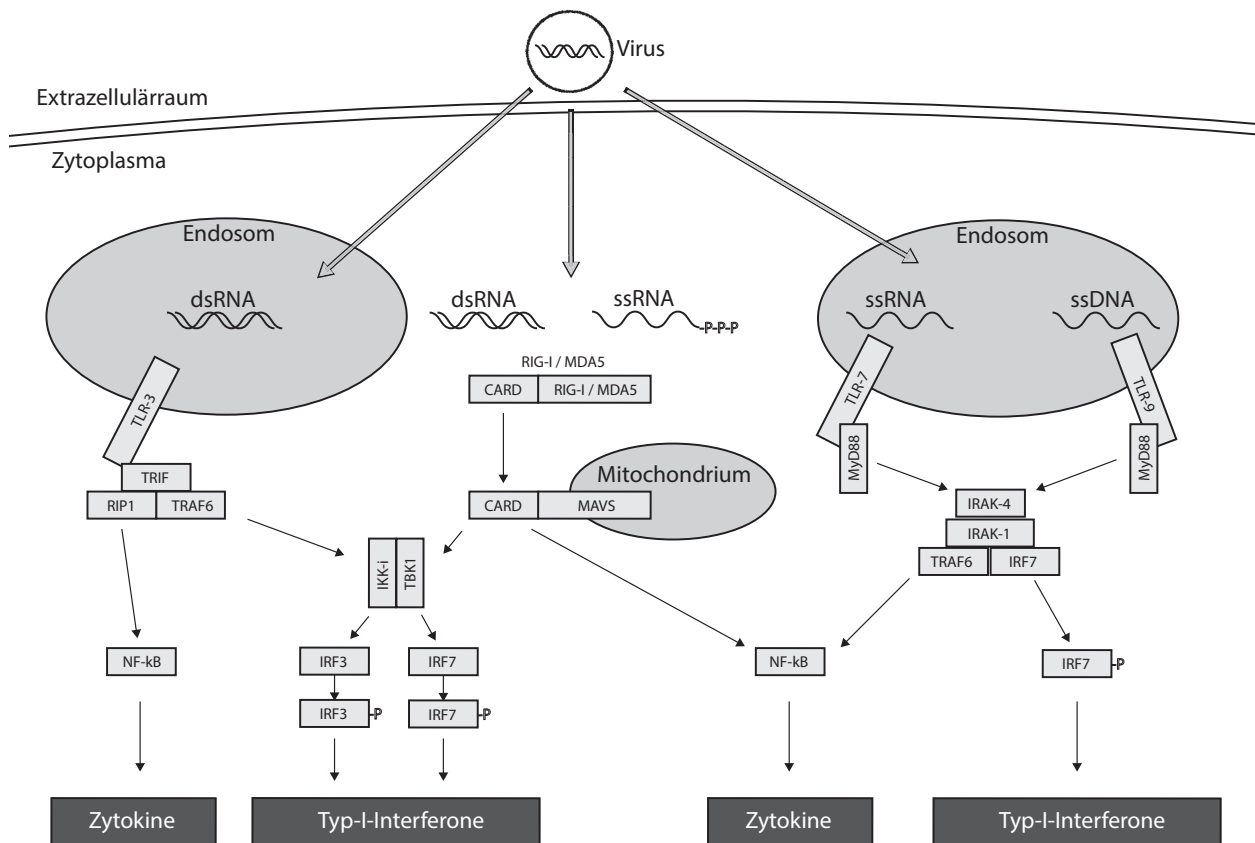 Virus
Extrazellulärraum
Zytoplasma
Endosom
Endosom
dsRNA
dsRNA
ssRNA
-P-P-P
ssRNA
ssDNA
RIG-I / MDA5
CARD
RIG-I / MDA5
TLR-3
TLR-7
TLR-9
MyD88
MyD88
TRIF
RIP1
TRAF6
Mitochondrium
CARD
MAVS
IRAK-4
IRAK-1
TRAF6
IRF7
IKK-i
TBK1
NF-kB
IRF3
IRF7
NF-kB
IRF7
-P
IRF3
-P
IRF7
-P
Zytokine
Typ-I-Interferone
Zytokine
Typ-I-Interferone